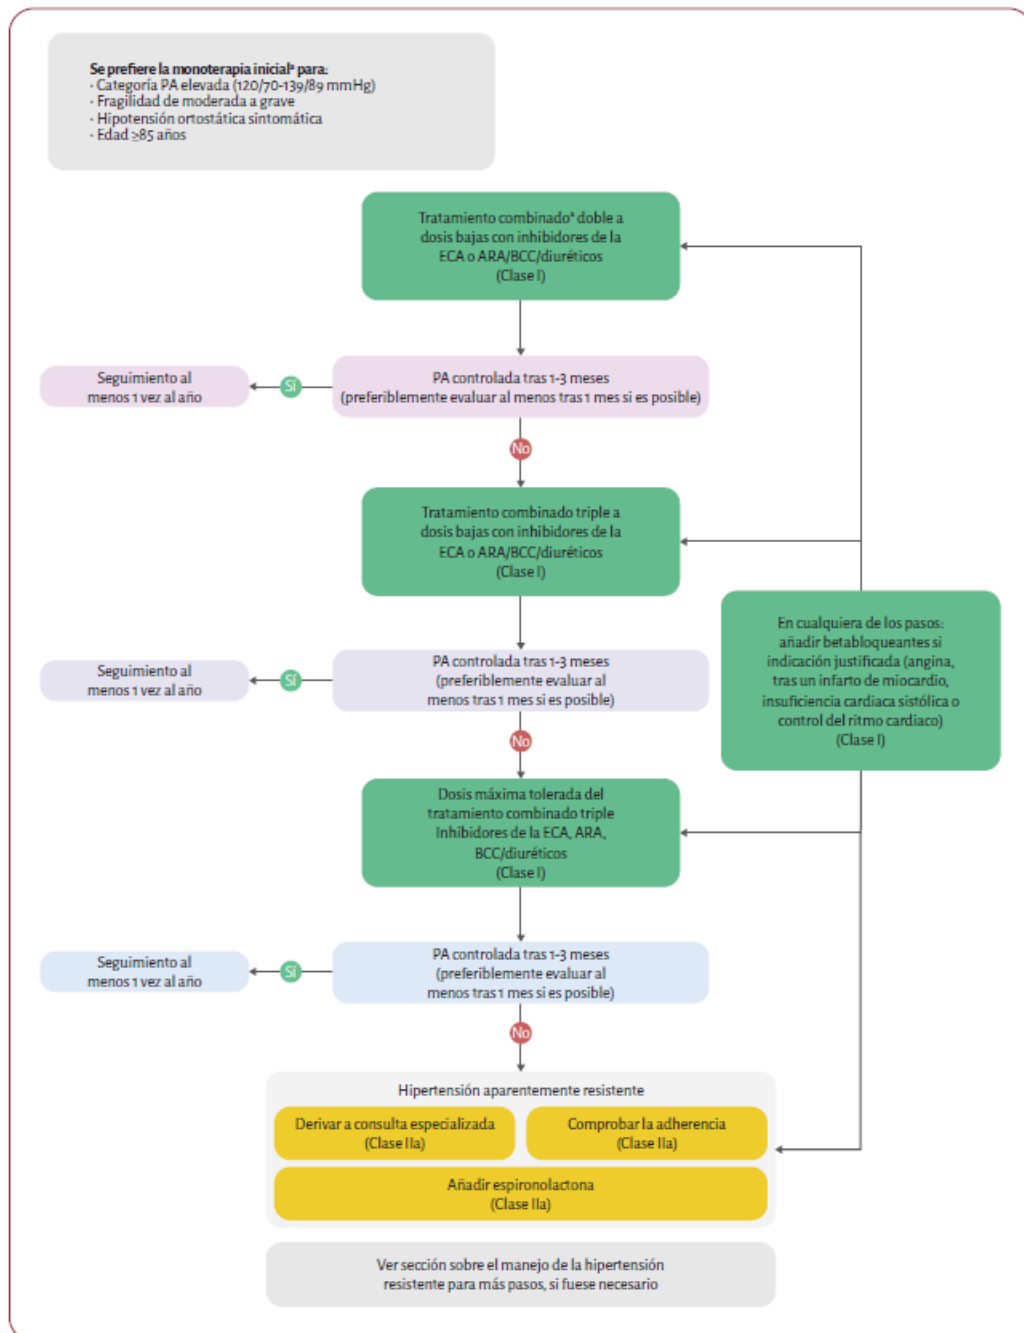 Se prefiere la monoterapia inicialª para:
· Categoría PA elevada (120/70-139/89 mmHg)
· Fragilidad de moderada a grave
· Hipotensión ortostática sintomática
· Edad ≥85 años
Tratamiento combinadoª doble a
dosis bajas con inhibidores de la
ECA o ARA/BCC/diuréticos
(Clase I)
Seguimiento al
menos 1 vez al año
Sí
PA controlada tras 1-3 meses
(preferiblemente evaluar al menos tras 1 mes si es posible)
No
Tratamiento combinado triple a
dosis bajas con inhibidores de la
ECA o ARA/BCC/diuréticos
(Clase I)
En cualquiera de los pasos:
añadir betabloqueantes si
indicación justificada (angina,
tras un infarto de miocardio,
insuficiencia cardiaca sistólica o
control del ritmo cardiaco)
(Clase I)
Seguimiento al
menos 1 vez al año
Sí
PA controlada tras 1-3 meses
(preferiblemente evaluar al
menos tras 1 mes si es posible)
No
Dosis máxima tolerada del
tratamiento combinado triple
Inhibidores de la ECA, ARA,
BCC/diuréticos
(Clase I)
Seguimiento al
menos 1 vez al año
Sí
PA controlada tras 1-3 meses
(preferiblemente evaluar al
menos tras 1 mes si es posible)
No
Hipertensión aparentemente resistente
Derivar a consulta especializada
(Clase IIa)
Comprobar la adherencia
(Clase IIa)
Añadir espironolactona
(Clase IIa)
Ver sección sobre el manejo de la hipertensión
resistente para más pasos, si fuese necesario